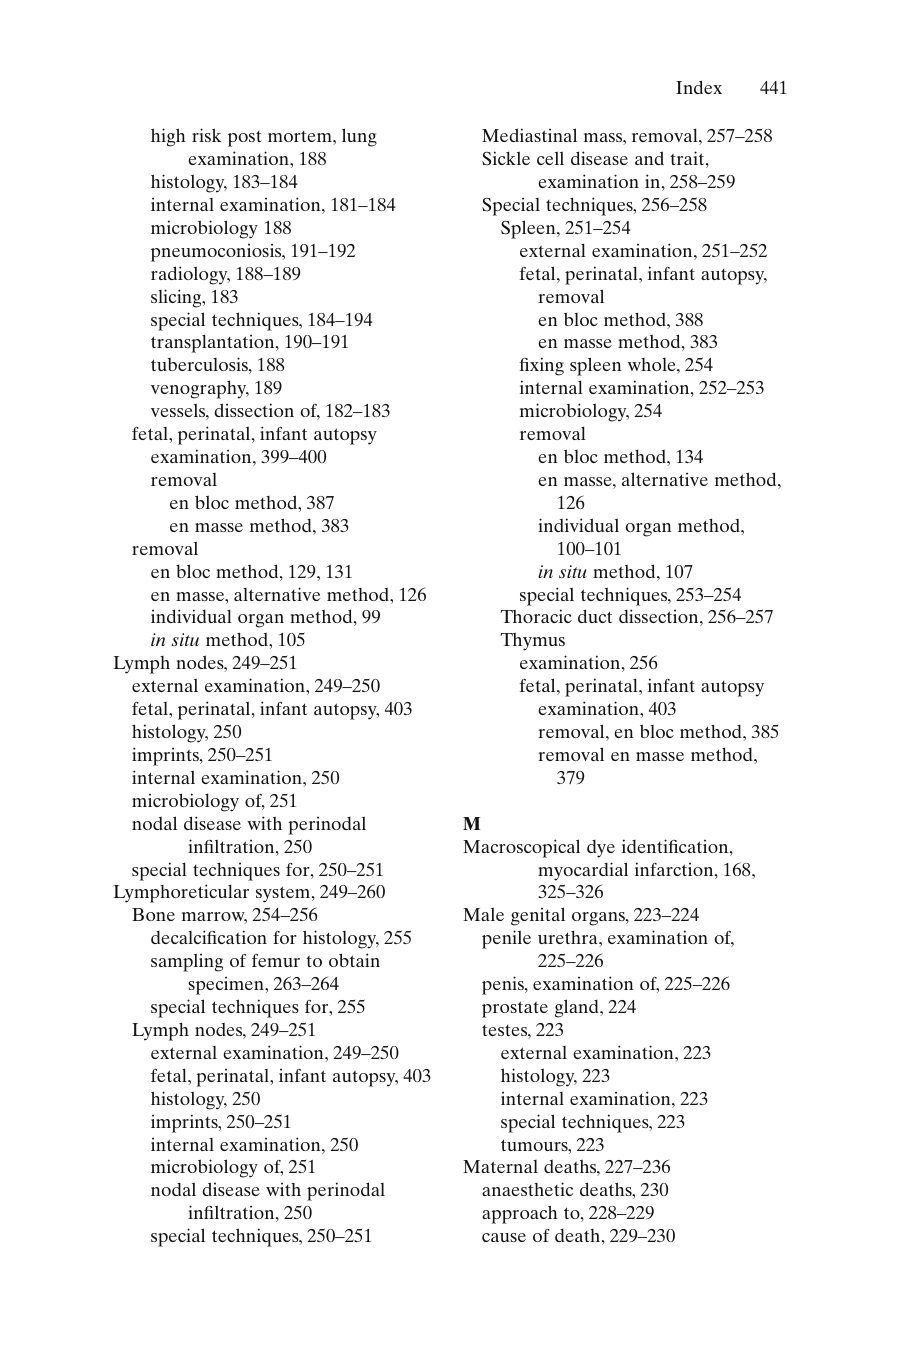 Index 441
high risk post mortem, lung
examination, 188
histology, 183–184
internal examination, 181–184
microbiology 188
pneumoconiosis, 191–192
radiology, 188–189
slicing, 183
special techniques, 184–194
transplantation, 190–191
tuberculosis, 188
venography, 189
vessels, dissection of, 182–183
fetal, perinatal, infant autopsy
examination, 399–400
removal
en bloc method, 387
en masse method, 383
removal
en bloc method, 129, 131
en masse, alternative method, 126
individual organ method, 99
in situ method, 105
Lymph nodes, 249–251
external examination, 249–250
fetal, perinatal, infant autopsy, 403
histology, 250
imprints, 250–251
internal examination, 250
microbiology of, 251
nodal disease with perinodal
infiltration, 250
special techniques for, 250–251
Lymphoreticular system, 249–260
Bone marrow, 254–256
decalcification for histology, 255
sampling of femur to obtain
specimen, 263–264
special techniques for, 255
Lymph nodes, 249–251
external examination, 249–250
fetal, perinatal, infant autopsy, 403
histology, 250
imprints, 250–251
internal examination, 250
microbiology of, 251
nodal disease with perinodal
infiltration, 250
special techniques, 250–251
Mediastinal mass, removal, 257–258
Sickle cell disease and trait,
examination in, 258–259
Special techniques, 256–258
Spleen, 251–254
external examination, 251–252
fetal, perinatal, infant autopsy,
removal
en bloc method, 388
en masse method, 383
fixing spleen whole, 254
internal examination, 252–253
microbiology, 254
removal
en bloc method, 134
en masse, alternative method,
126
individual organ method,
100–101
in situ method, 107
special techniques, 253–254
Thoracic duct dissection, 256–257
Thymus
examination, 256
fetal, perinatal, infant autopsy
examination, 403
removal, en bloc method, 385
removal en masse method,
379
M
Macroscopical dye identification,
myocardial infarction, 168,
325–326
Male genital organs, 223–224
penile urethra, examination of,
225–226
penis, examination of, 225–226
prostate gland, 224
testes, 223
external examination, 223
histology, 223
internal examination, 223
special techniques, 223
tumours, 223
Maternal deaths, 227–236
anaesthetic deaths, 230
approach to, 228–229
cause of death, 229–230